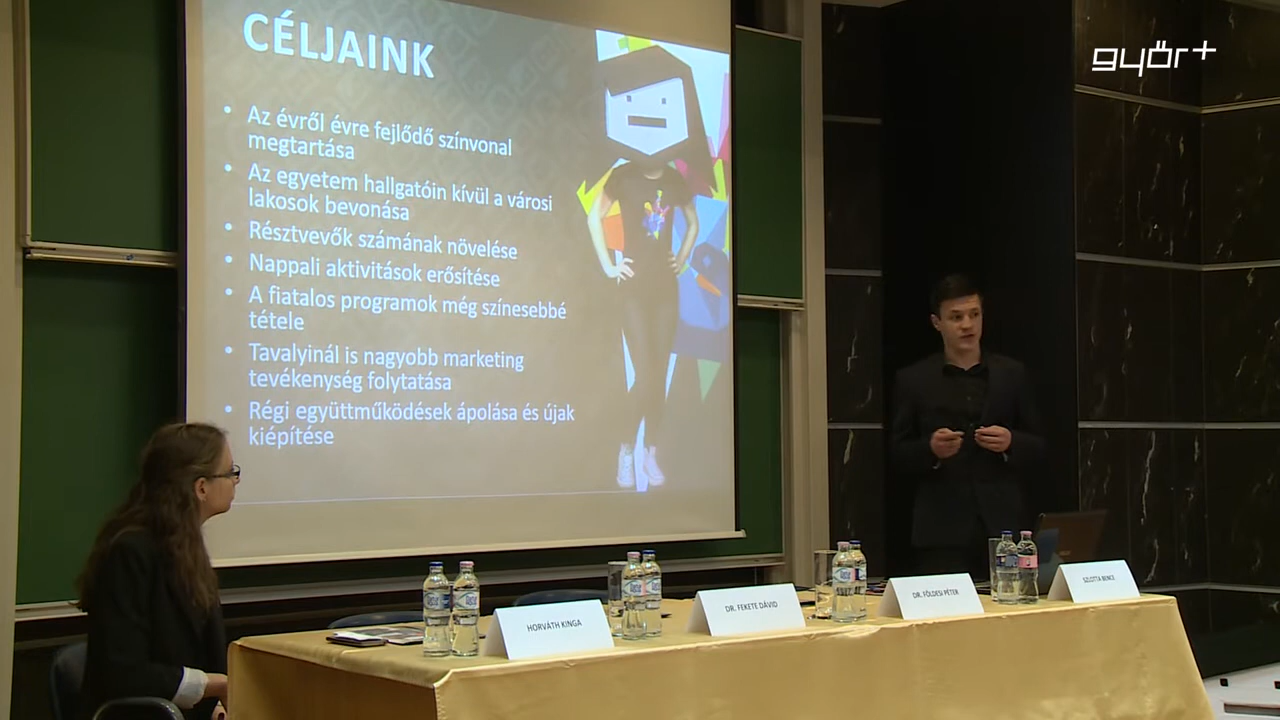 CÉLJAINK
• Az évről évre fejlődő színvonal
megtartása
• Az egyetem hallgatóin kívül a városi
lakosok bevonása
• Résztvevők számának növelése
• Nappali aktivitások erősítése
• A fiatalos programok még színesebbé
tétele
• Tavalyinál is nagyobb marketing
tevékenység folytatása
• Régi együttműködések ápolása és újak
kiépítése
győr+
HORVÁTH KINGA
DR. FEKETE DÁVID
DR. FÖLDESI PÉTER
SZLOTTA BENCE